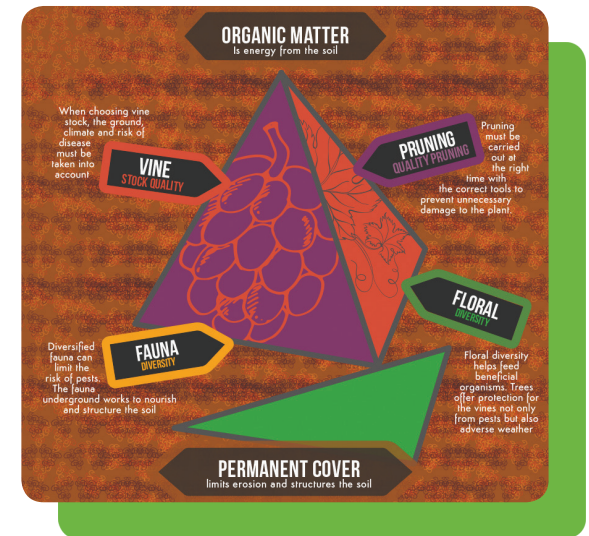 ORGANIC MATTER
Is energy from the soil
When choosing vine
stock, the ground,
climate and risk of
disease
must be
taken into
account
VINE
STOCK QUALITY
PRUNING
QUALITY PRUNING
Pruning
must be
carried
out at
the right
time with
the correct tools to
prevent unnecessary
damage to the plant.
FLORAL
DIVERSITY
Floral diversity
helps feed
beneficial
organisms. Trees
offer protection for
the vines not only
from pests but also
adverse weather
FAUNA
DIVERSITY
Diversified
fauna can
limit the
risk of pests.
The fauna
underground works to nourish
and structure the soil
PERMANENT COVER
limits erosion and structures the soil